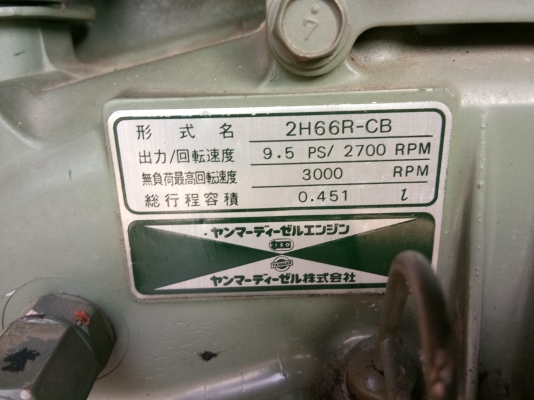 形式名 2H66R-CB
出力/回転速度 9.5 PS/ 2700 RPM
無負荷最高回転速度 3000 RPM
総行程容積 0.451 l
ヤンマーディーゼルエンジン
ヤンマーディーゼル株式会社